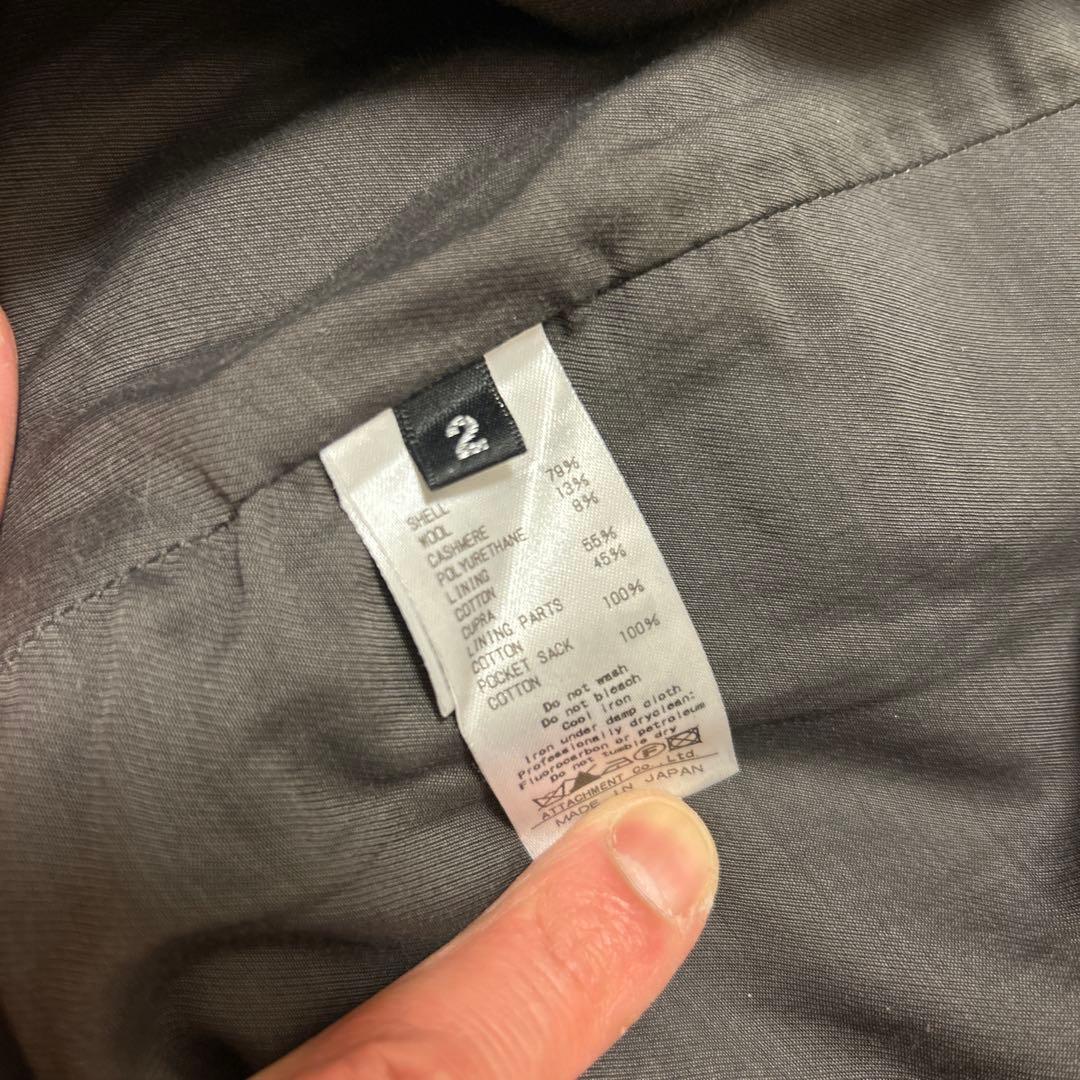 2
SHELL
WOOL 79%
CASHMERE 13%
POLYURETHANE 8%
LINING
COTTON 55%
CUPRA 45%
LINING PARTS
COTTON 100%
POCKET SACK
COTTON 100%
Do not wash
Do not bleach
Cool iron
Iron under damp cloth
Professionally dryclean:
Fluorocarbon or petroleum
Do not tumble dry
F
ATTACHMENT Co.,Ltd.
MADE IN JAPAN